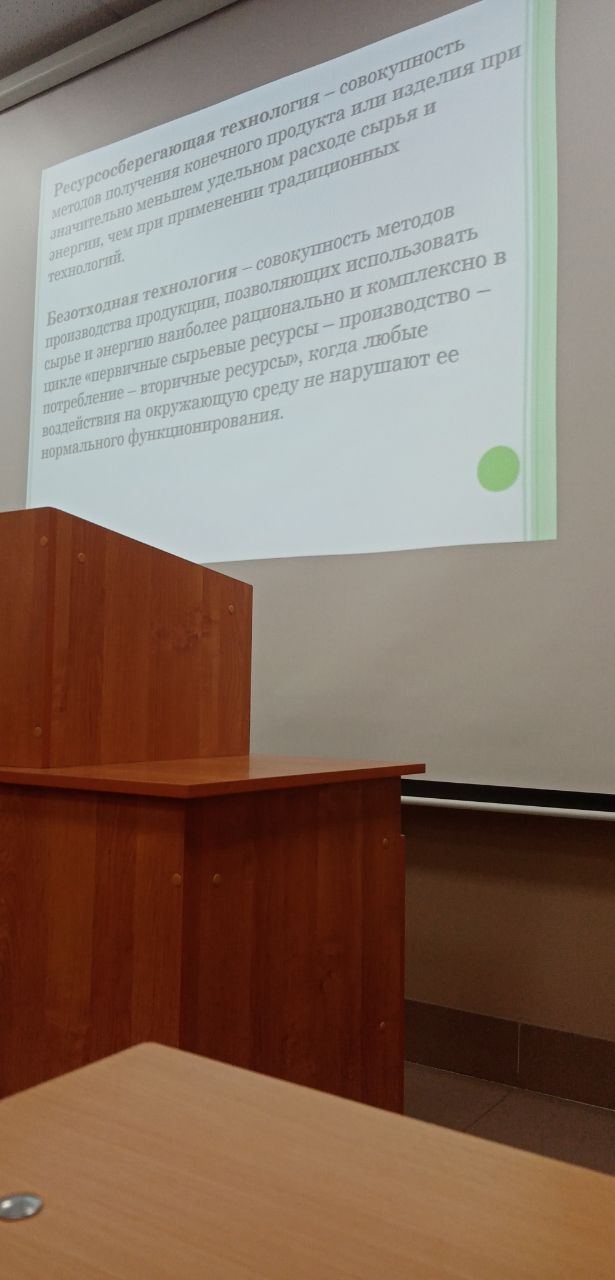 Ресурсосберегающая технология – совокупность
методов получения конечного продукта или изделия при
значительно меньшем удельном расходе сырья и
энергии, чем при применении традиционных
технологий.
Безотходная технология – совокупность методов
производства продукции, позволяющих использовать
сырье и энергию наиболее рационально и комплексно в
цикле «первичные сырьевые ресурсы – производство –
потребление – вторичные ресурсы», когда любые
воздействия на окружающую среду не нарушают ее
нормального функционирования.